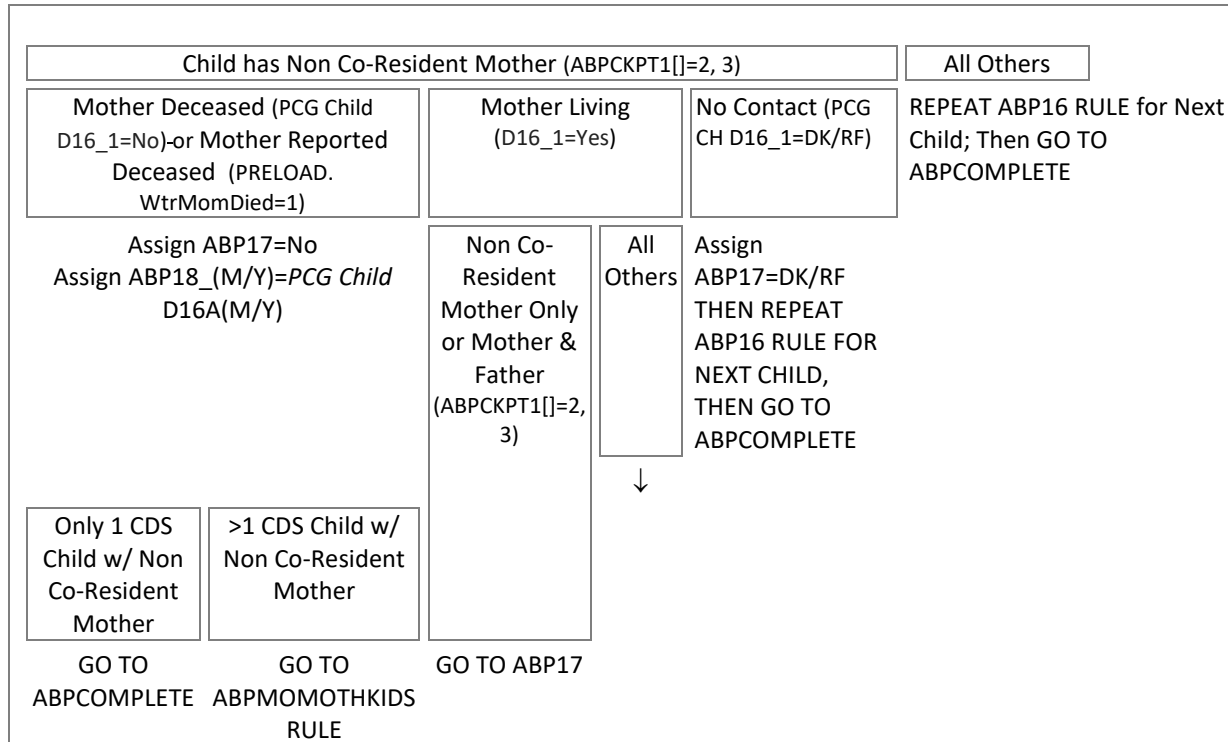 Child has Non Co-Resident Mother (ABPCKPT1[]=2, 3)
All Others
Mother Deceased (PCG Child
D16_1=No)-or Mother Reported
Deceased (PRELOAD.
WtrMomDied=1)
Mother Living
(D16_1=Yes)
No Contact (PCG
CH D16_1=DK/RF)
REPEAT ABP16 RULE for Next
Child; Then GO TO
ABPCOMPLETE
Assign ABP17=No
Assign ABP18_(M/Y)=PCG Child
D16A(M/Y)
Non Co-
Resident
Mother Only
or Mother &
Father
(ABPCKPT1[]=2,
3)
All
Others
↓
Assign
ABP17=DK/RF
THEN REPEAT
ABP16 RULE FOR
NEXT CHILD,
THEN GO TO
ABPCOMPLETE
Only 1 CDS
Child w/ Non
Co-Resident
Mother
>1 CDS Child w/
Non Co-Resident
Mother
GO TO
ABPCOMPLETE
GO TO
ABPMOMOTHKIDS
RULE
GO TO ABP17